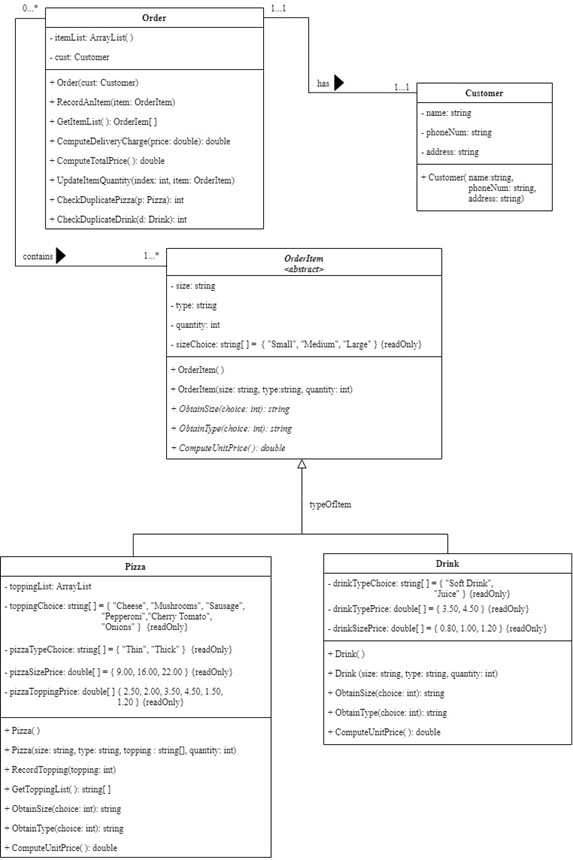 0...*
Order
1...1
- itemList: ArrayList( )
- cust: Customer
+ Order(cust: Customer)
+ RecordAnItem(item: OrderItem)
+ GetItemList( ): OrderIem[ ]
+ ComputeDeliveryCharge(price: double): double
+ ComputeTotalPrice( ): double
+ UpdateItemQuantity(index: int, item: OrderItem)
+ CheckDuplicatePizza(p: Pizza): int
+ CheckDuplicateDrink(d: Drink): int
has
1...1
Customer
- name: string
- phoneNum: string
- address: string
+ Customer( name:string,
phoneNum: string,
address: string)
contains
1...*
OrderItem
<abstract>
- size: string
- type: string
- quantity: int
- sizeChoice: string[ ] = { "Small", "Medium", "Large" } {readOnly}
+ OrderItem( )
+ OrderItem(size: string, type:string, quantity: int)
+ ObtainSize(choice: int): string
+ ObtainType(choice: int): string
+ ComputeUnitPrice( ): double
typeOfItem
Pizza
- toppingList: ArrayList
- toppingChoice: string[ ] = { "Cheese", "Mushrooms", "Sausage",
"Pepperoni","Cherry Tomato",
"Onions" } {readOnly}
- pizzaTypeChoice: string[ ] = { "Thin", "Thick" } {readOnly}
- pizzaSizePrice: double[ ] = { 9.00, 16.00, 22.00 } {readOnly}
- pizzaToppingPrice: double[ ] { 2.50, 2.00, 3.50, 4.50, 1.50,
1.20 } {readOnly}
+ Pizza( )
+ Pizza(size: string, type: string, topping : string[], quantity: int)
+ RecordTopping(topping: int)
+ GetToppingList( ): string[ ]
+ ObtainSize(choice: int): string
+ ObtainType(choice: int): string
+ ComputeUnitPrice( ): double
Drink
- drinkTypeChoice: string[ ] = { "Soft Drink",
"Juice" } {readOnly}
- drinkTypePrice: double[ ] = { 3.50, 4.50 } {readOnly}
- drinkSizePrice: double[ ] = { 0.80, 1.00, 1.20 } {readOnly}
+ Drink( )
+ Drink (size: string, type: string, quantity: int)
+ ObtainSize(choice: int): string
+ ObtainType(choice: int): string
+ ComputeUnitPrice( ): double